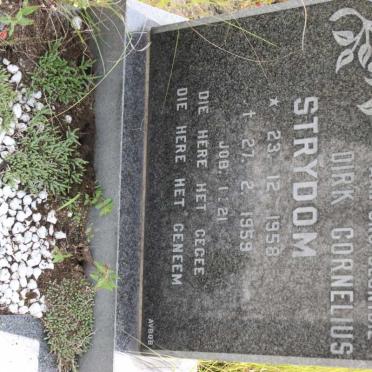 DIRK CORNELIUS
STRYDOM
* 23. 12. 1958
† 27. 2. 1959
JOB. 1: 21
DIE HERE HET GEGEE
DIE HERE HET GENEEM
AVBOB